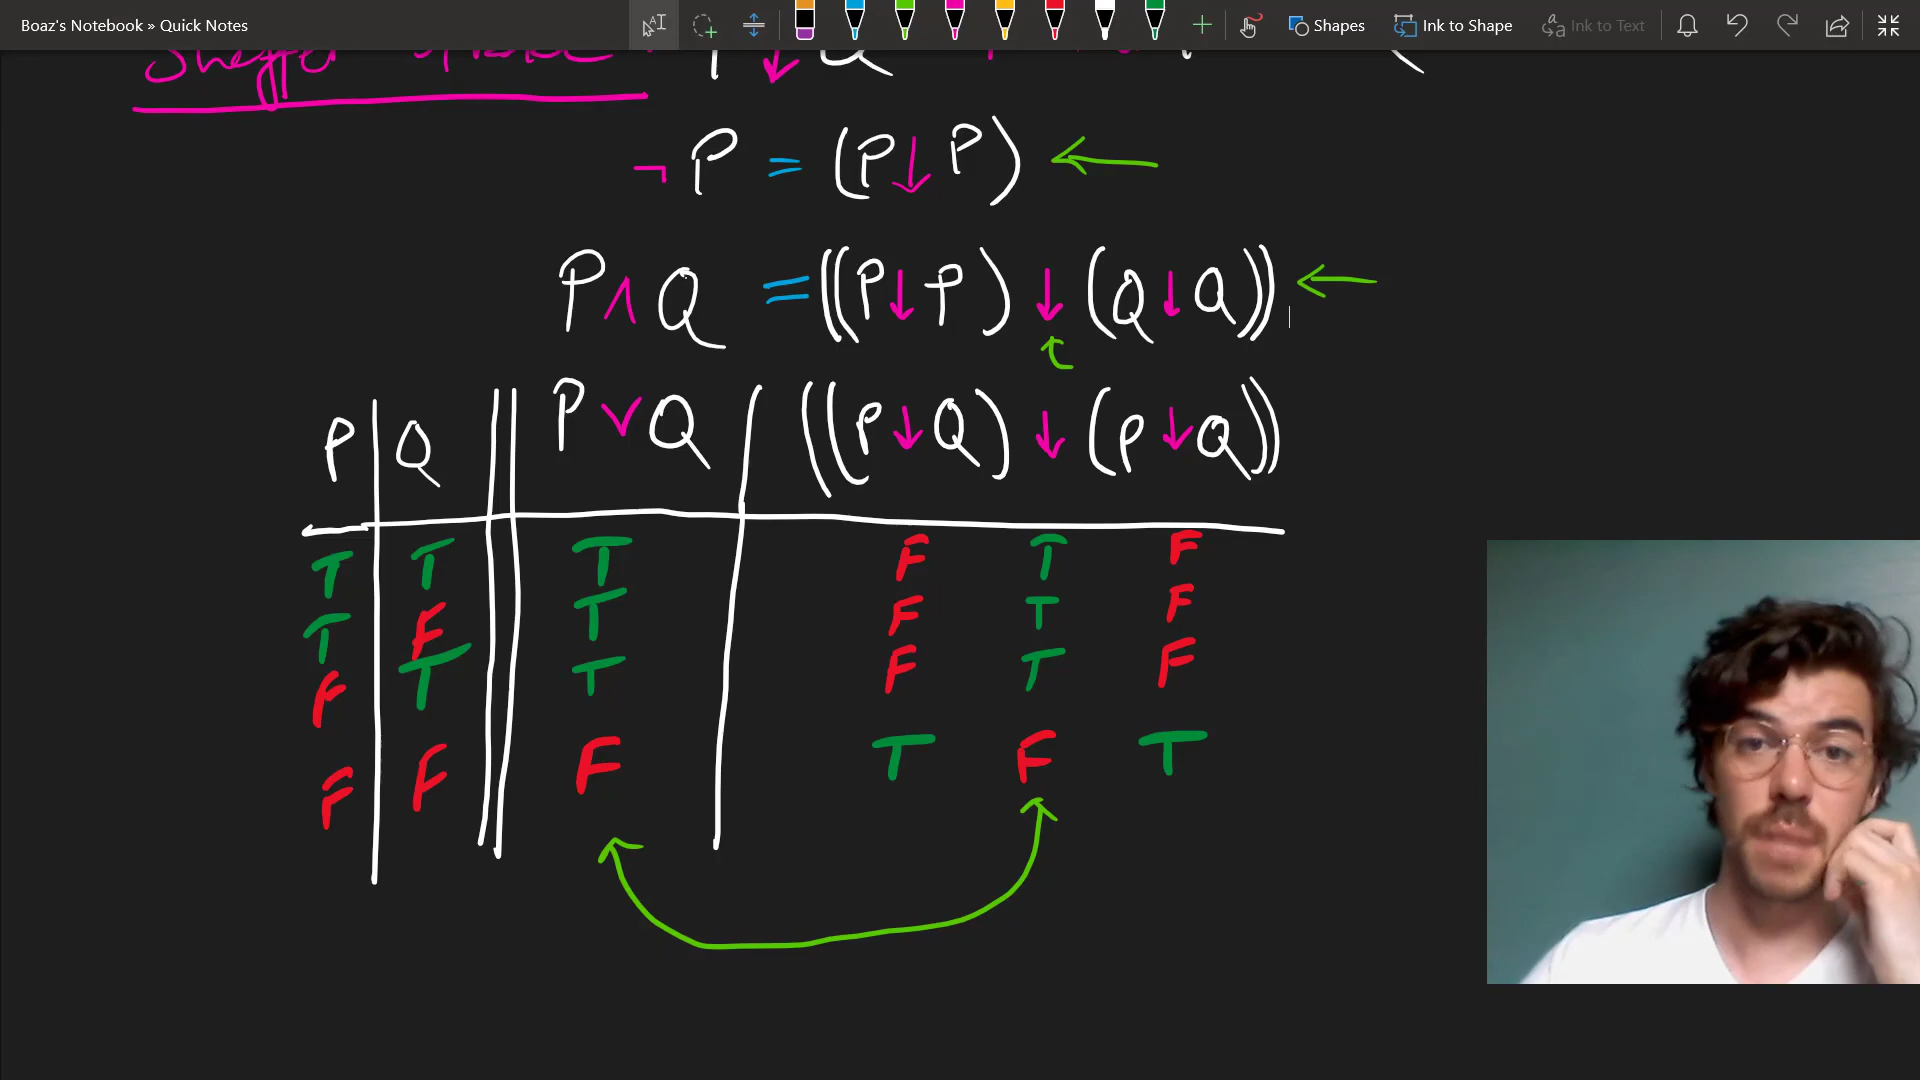 Boaz's Notebook » Quick Notes
Shapes Ink to Shape Ink to Text
¬P = (P↓P) ←
P∧Q = ((P↓P) ↓ (Q↓Q)) ←
P Q P∨Q ((P↓Q) ↓ (P↓Q))
T T T F T F
T F T F T F
F T T F T F
F F F T F T